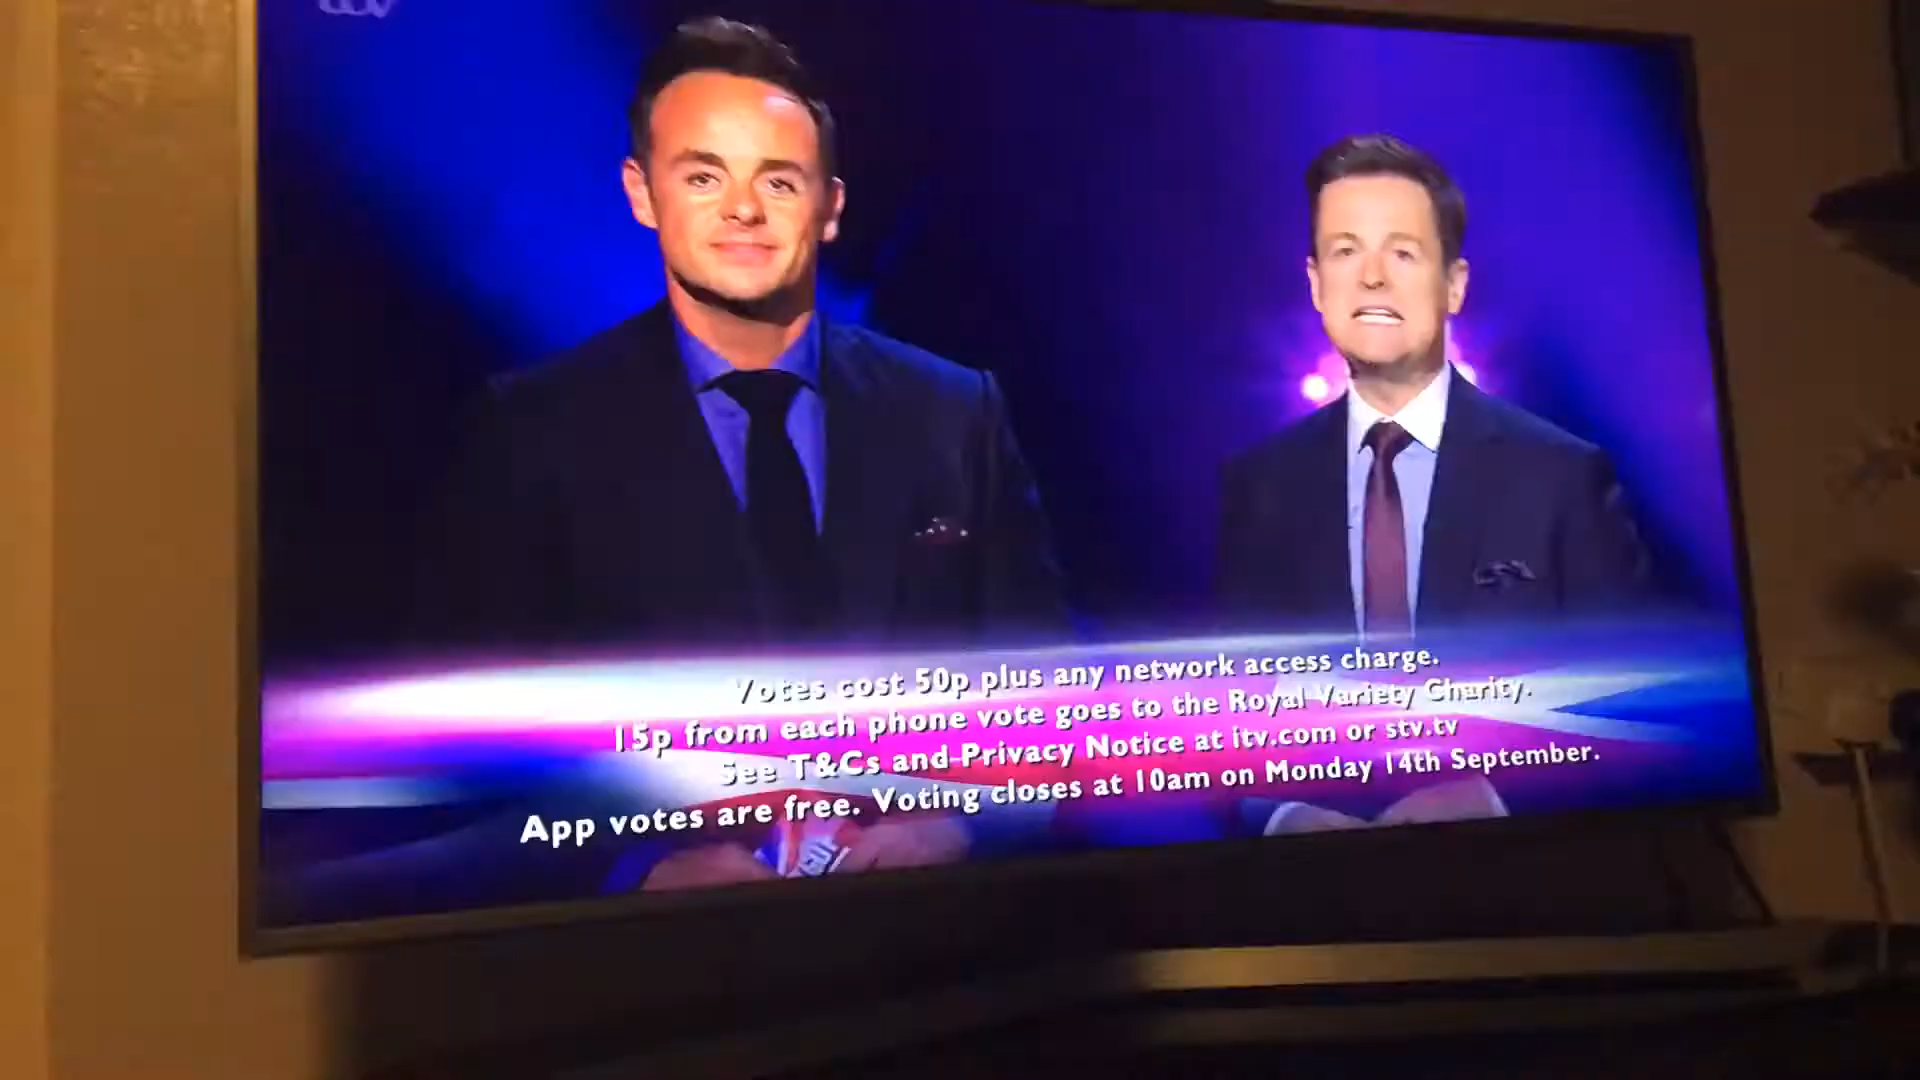 itv
Votes cost 50p plus any network access charge.
15p from each phone vote goes to the Royal Variety Charity.
See T&Cs and Privacy Notice at itv.com or stv.tv
App votes are free. Voting closes at 10am on Monday 14th September.